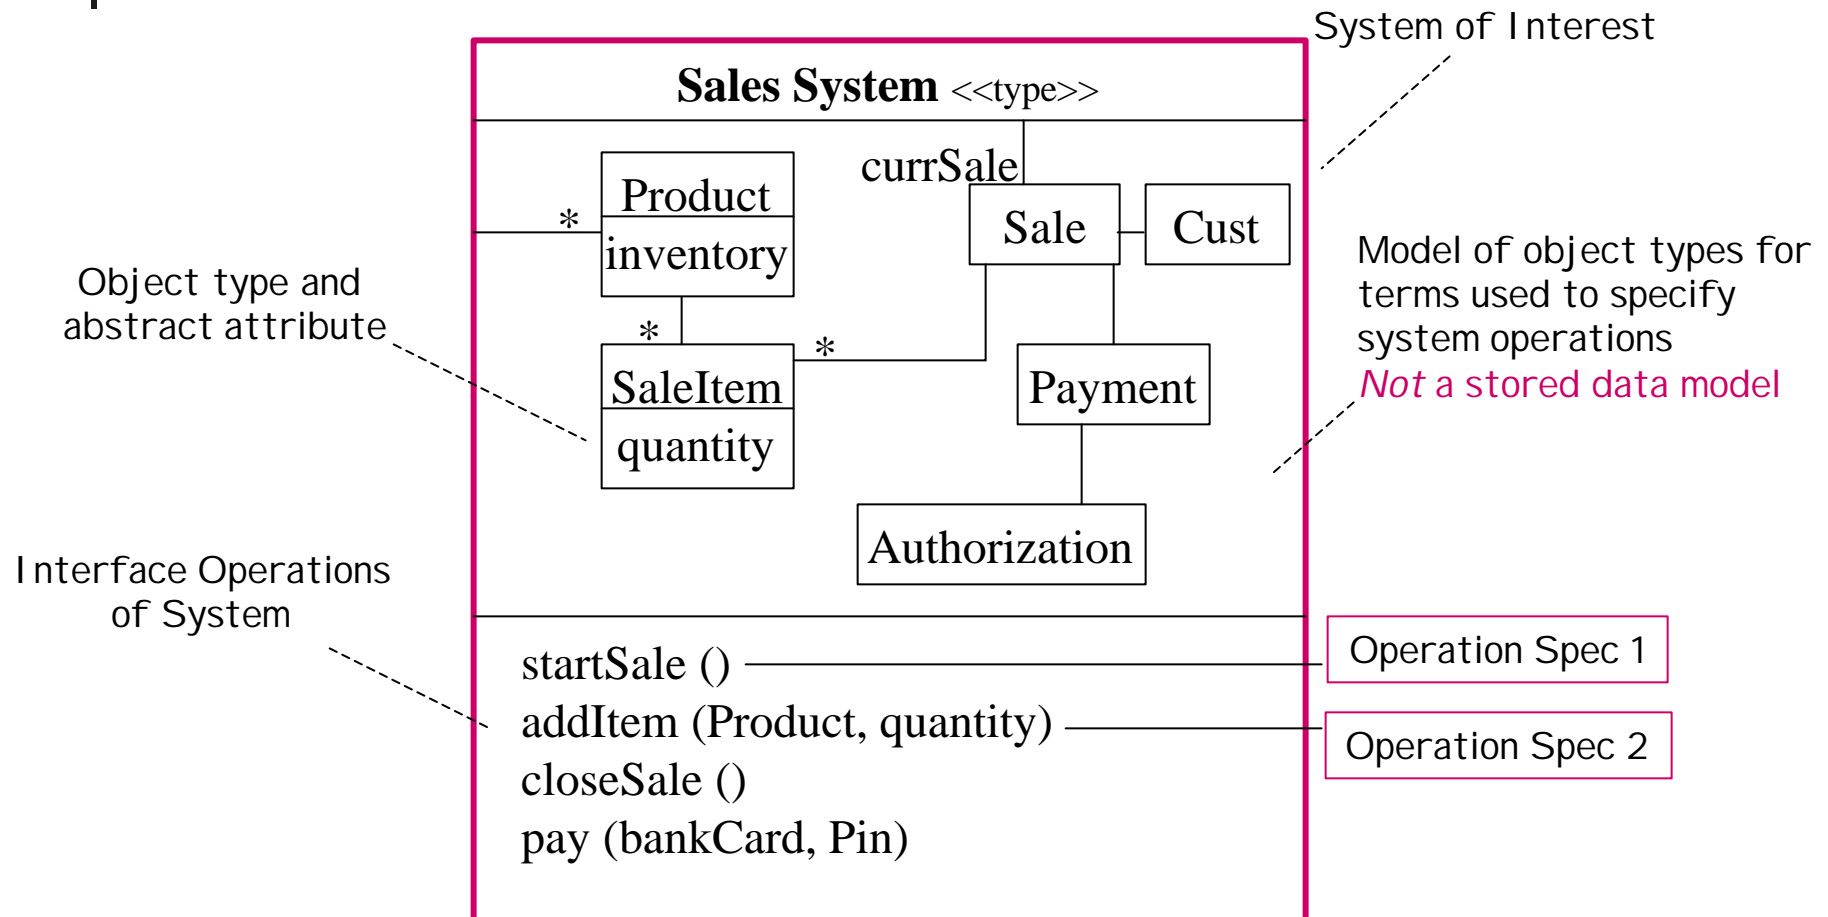 System of Interest
Sales System <<type>>
currSale
Product
inventory
*
Sale
Cust
Object type and
abstract attribute
*
*
SaleItem
quantity
Payment
Authorization
Model of object types for
terms used to specify
system operations
Not a stored data model
Interface Operations
of System
startSale ()
addItem (Product, quantity)
closeSale ()
pay (bankCard, Pin)
Operation Spec 1
Operation Spec 2